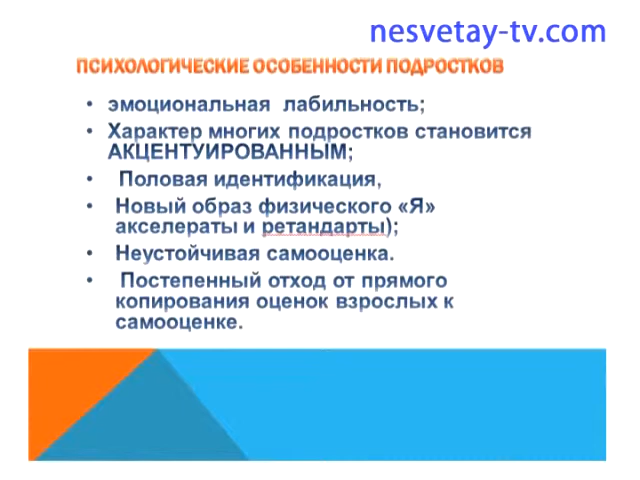 nesvetay-tv.com
ПСИХОЛОГИЧЕСКИЕ ОСОБЕННОСТИ ПОДРОСТКОВ
• эмоциональная лабильность;
• Характер многих подростков становится
АКЦЕНТУИРОВАННЫМ;
• Половая идентификация,
• Новый образ физического «Я»
акселераты и ретандарты);
• Неустойчивая самооценка.
• Постепенный отход от прямого
копирования оценок взрослых к
самооценке.